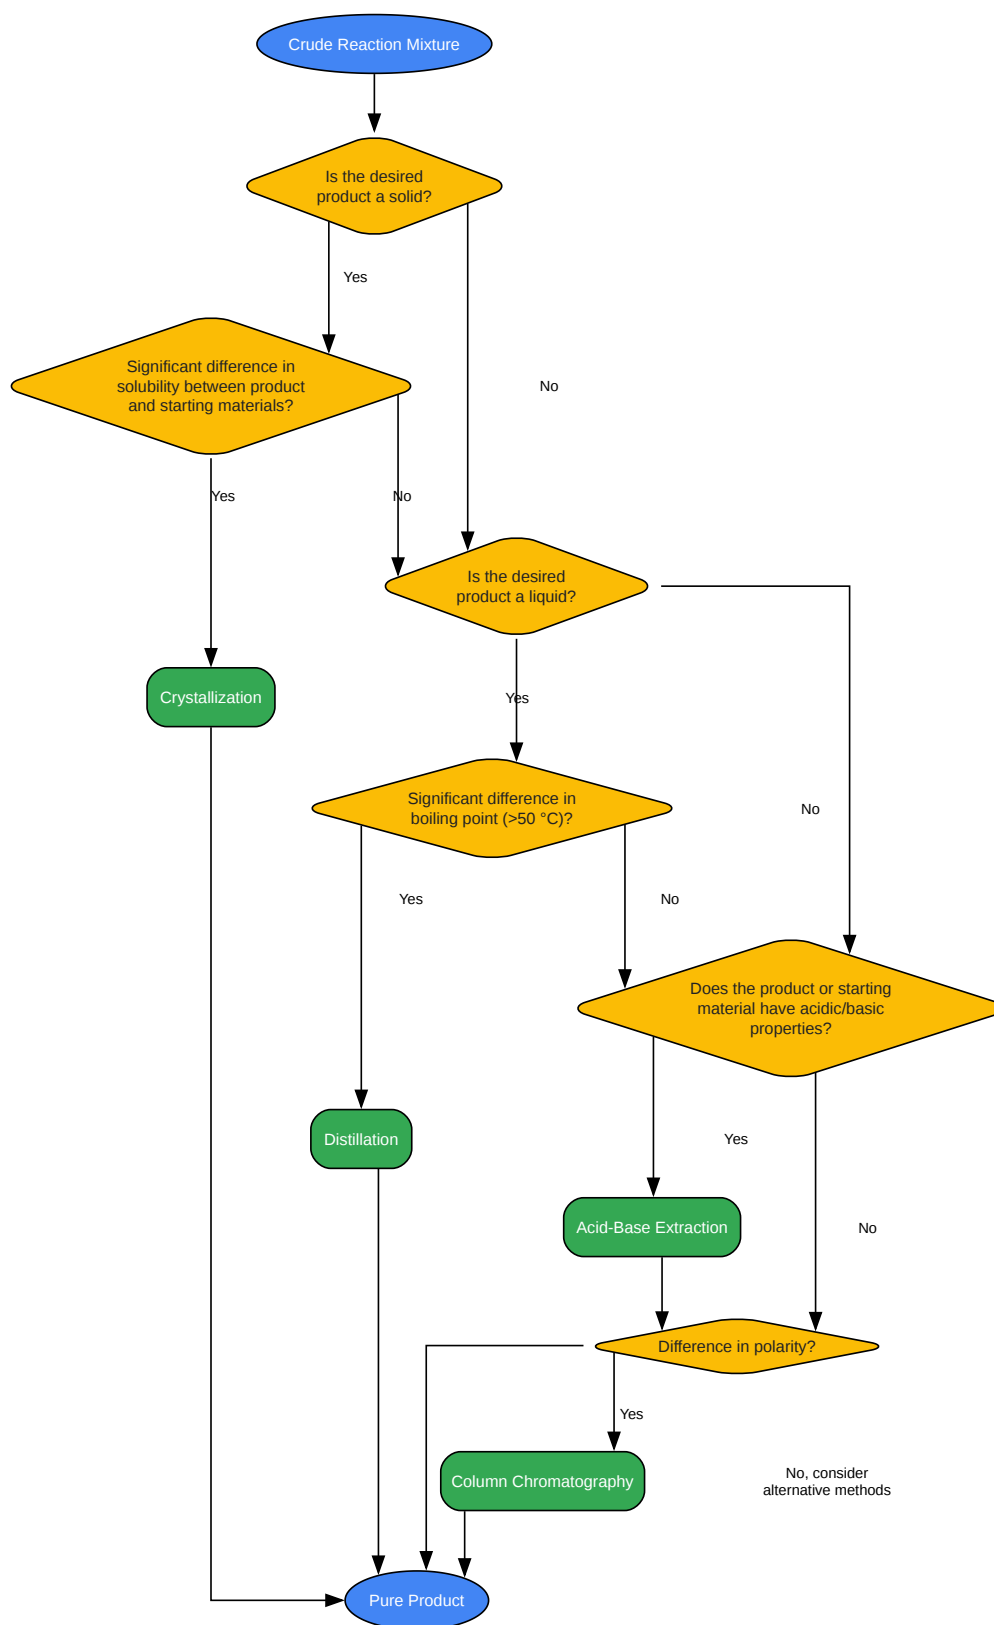 Crude Reaction Mixture
Is the desired
product a solid?
Yes
Significant difference in
solubility between product
and starting materials?
No
Yes
No
Is the desired
product a liquid?
Crystallization
Yes
Significant difference in
boiling point (>50 °C)?
No
Yes
No
Does the product or starting
material have acidic/basic
properties?
Distillation
Yes
Acid-Base Extraction
No
Difference in polarity?
Yes
Column Chromatography
No, consider
alternative methods
Pure Product